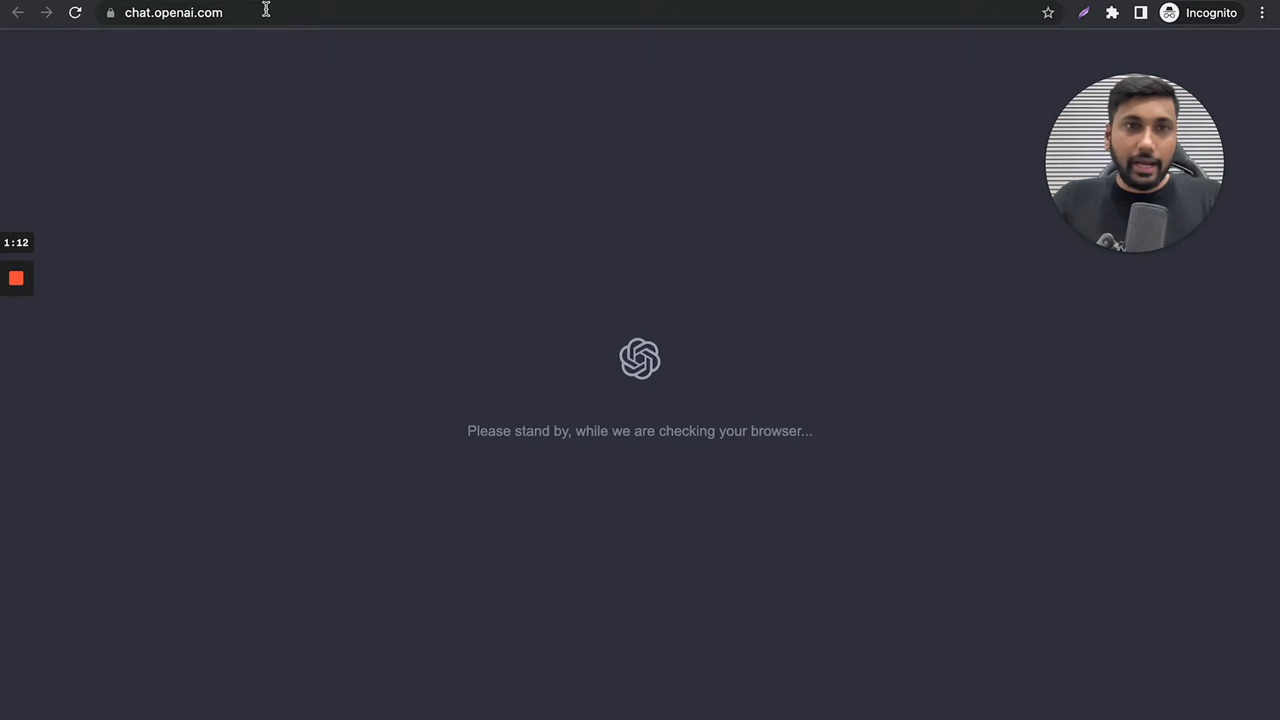 chat.openai.com
Incognito
1:12
Please stand by, while we are checking your browser...